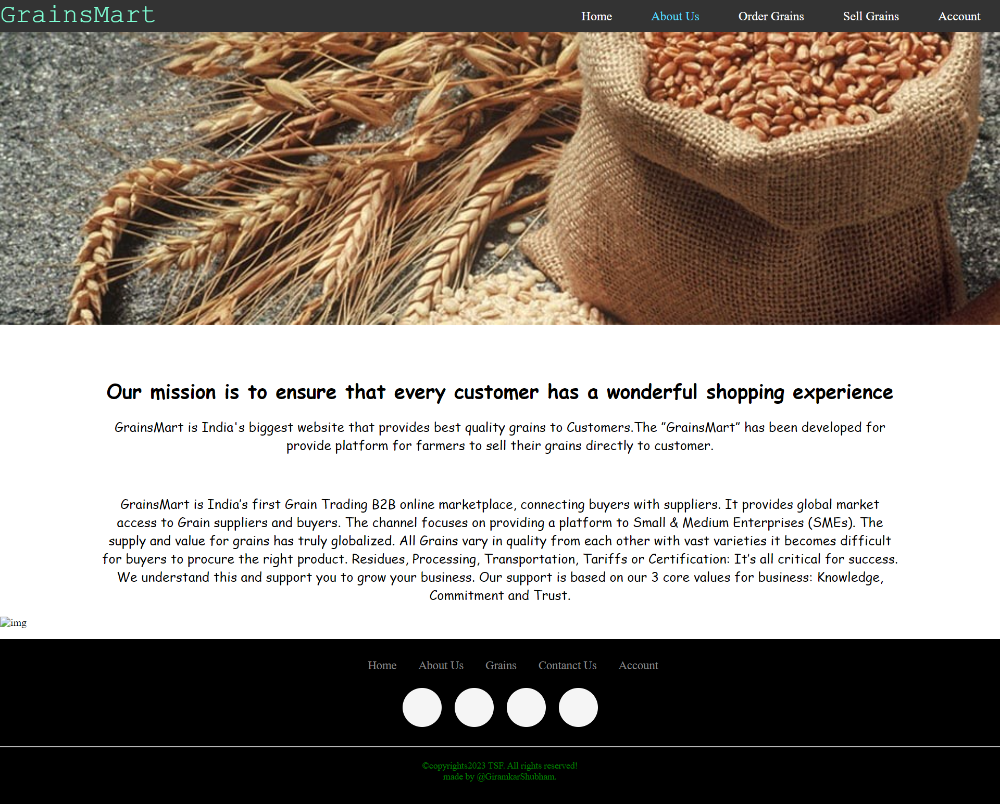 GrainsMart
Home About Us Order Grains Sell Grains Account
Our mission is to ensure that every customer has a wonderful shopping experience
GrainsMart is India's biggest website that provides best quality grains to Customers.The "GrainsMart" has been developed for
provide platform for farmers to sell their grains directly to customer.
GrainsMart is India’s first Grain Trading B2B online marketplace, connecting buyers with suppliers. It provides global market
access to Grain suppliers and buyers. The channel focuses on providing a platform to Small & Medium Enterprises (SMEs). The
supply and value for grains has truly globalized. All Grains vary in quality from each other with vast varieties it becomes difficult
for buyers to procure the right product. Residues, Processing, Transportation, Tariffs or Certification: It’s all critical for success.
We understand this and support you to grow your business. Our support is based on our 3 core values for business: Knowledge,
Commitment and Trust.
img
Home About Us Grains Contanct Us Account
©copyrights2023 TSF. All rights reserved!
made by @GiramkarShubham.